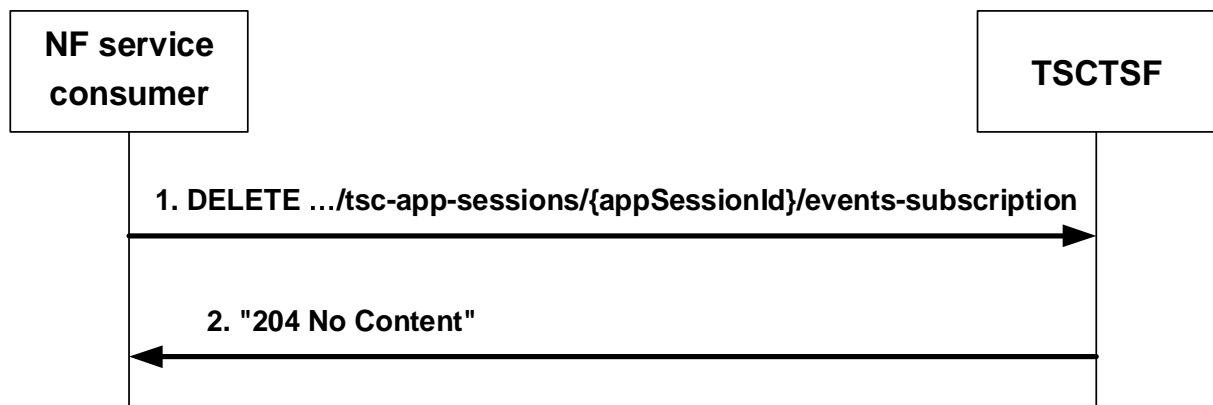 NF service
consumer
TSCTSF
1. DELETE …/tsc-app-sessions/{appSessionId}/events-subscription
2. "204 No Content"